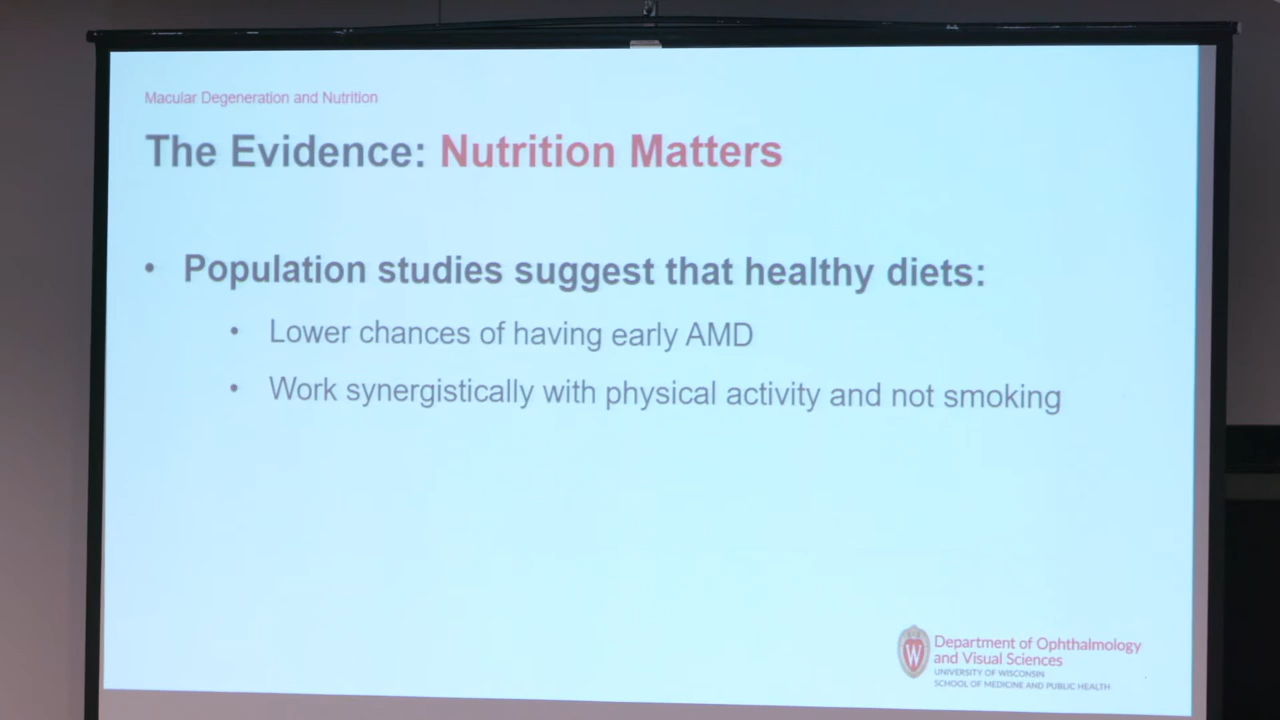 Macular Degeneration and Nutrition
The Evidence: Nutrition Matters
• Population studies suggest that healthy diets:
• Lower chances of having early AMD
• Work synergistically with physical activity and not smoking
W
Department of Ophthalmology
and Visual Sciences
UNIVERSITY OF WISCONSIN
SCHOOL OF MEDICINE AND PUBLIC HEALTH